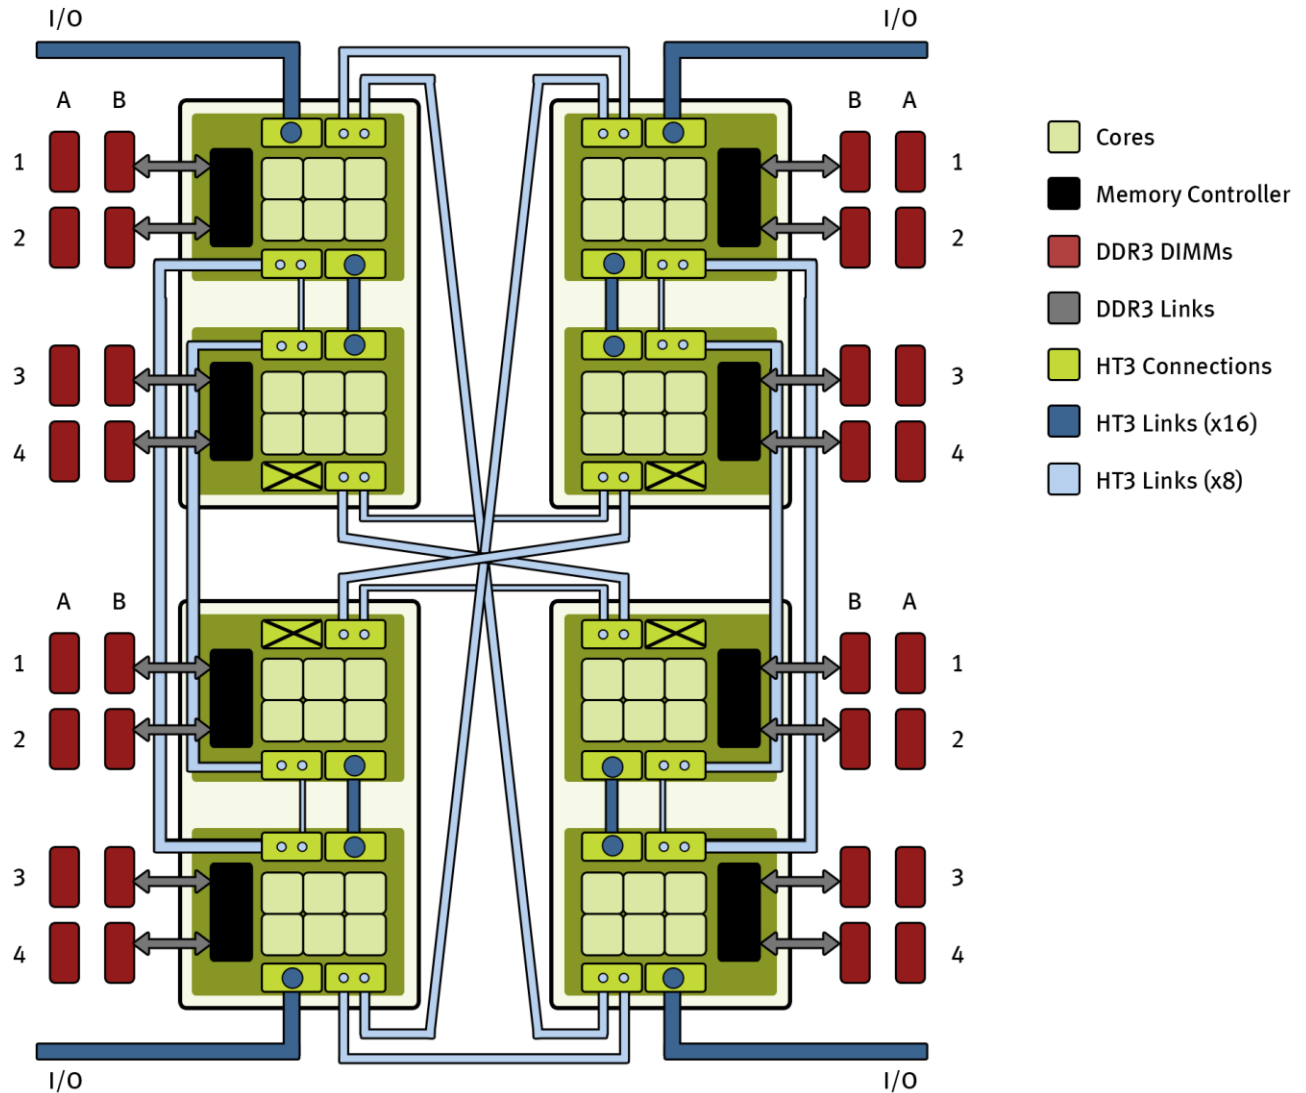 I/O I/O
A B B A
1 1
2 2
3 3
4 4
A B B A
1 1
2 2
3 3
4 4
I/O I/O
Cores
Memory Controller
DDR3 DIMMs
DDR3 Links
HT3 Connections
HT3 Links (x16)
HT3 Links (x8)